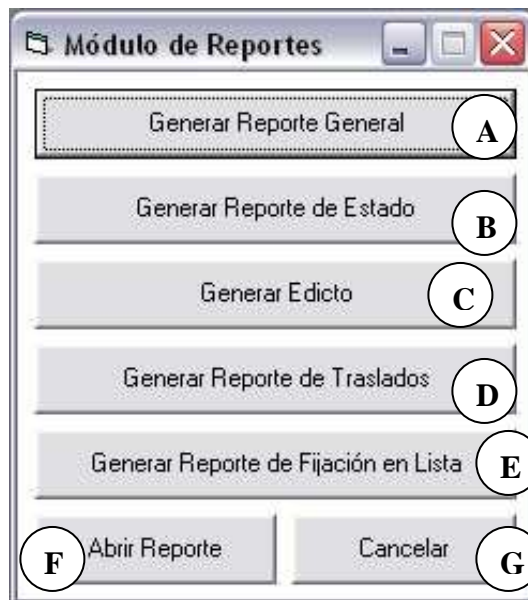 Módulo de Reportes
Generar Reporte General A
Generar Reporte de Estado B
Generar Edicto C
Generar Reporte de Traslados D
Generar Reporte de Fijación en Lista E
F Abrir Reporte Cancelar G